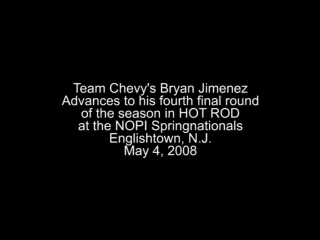 Team Chevy's Bryan Jimenez
Advances to his fourth final round
of the season in HOT ROD
at the NOPI Springnationals
Englishtown, N.J.
May 4, 2008